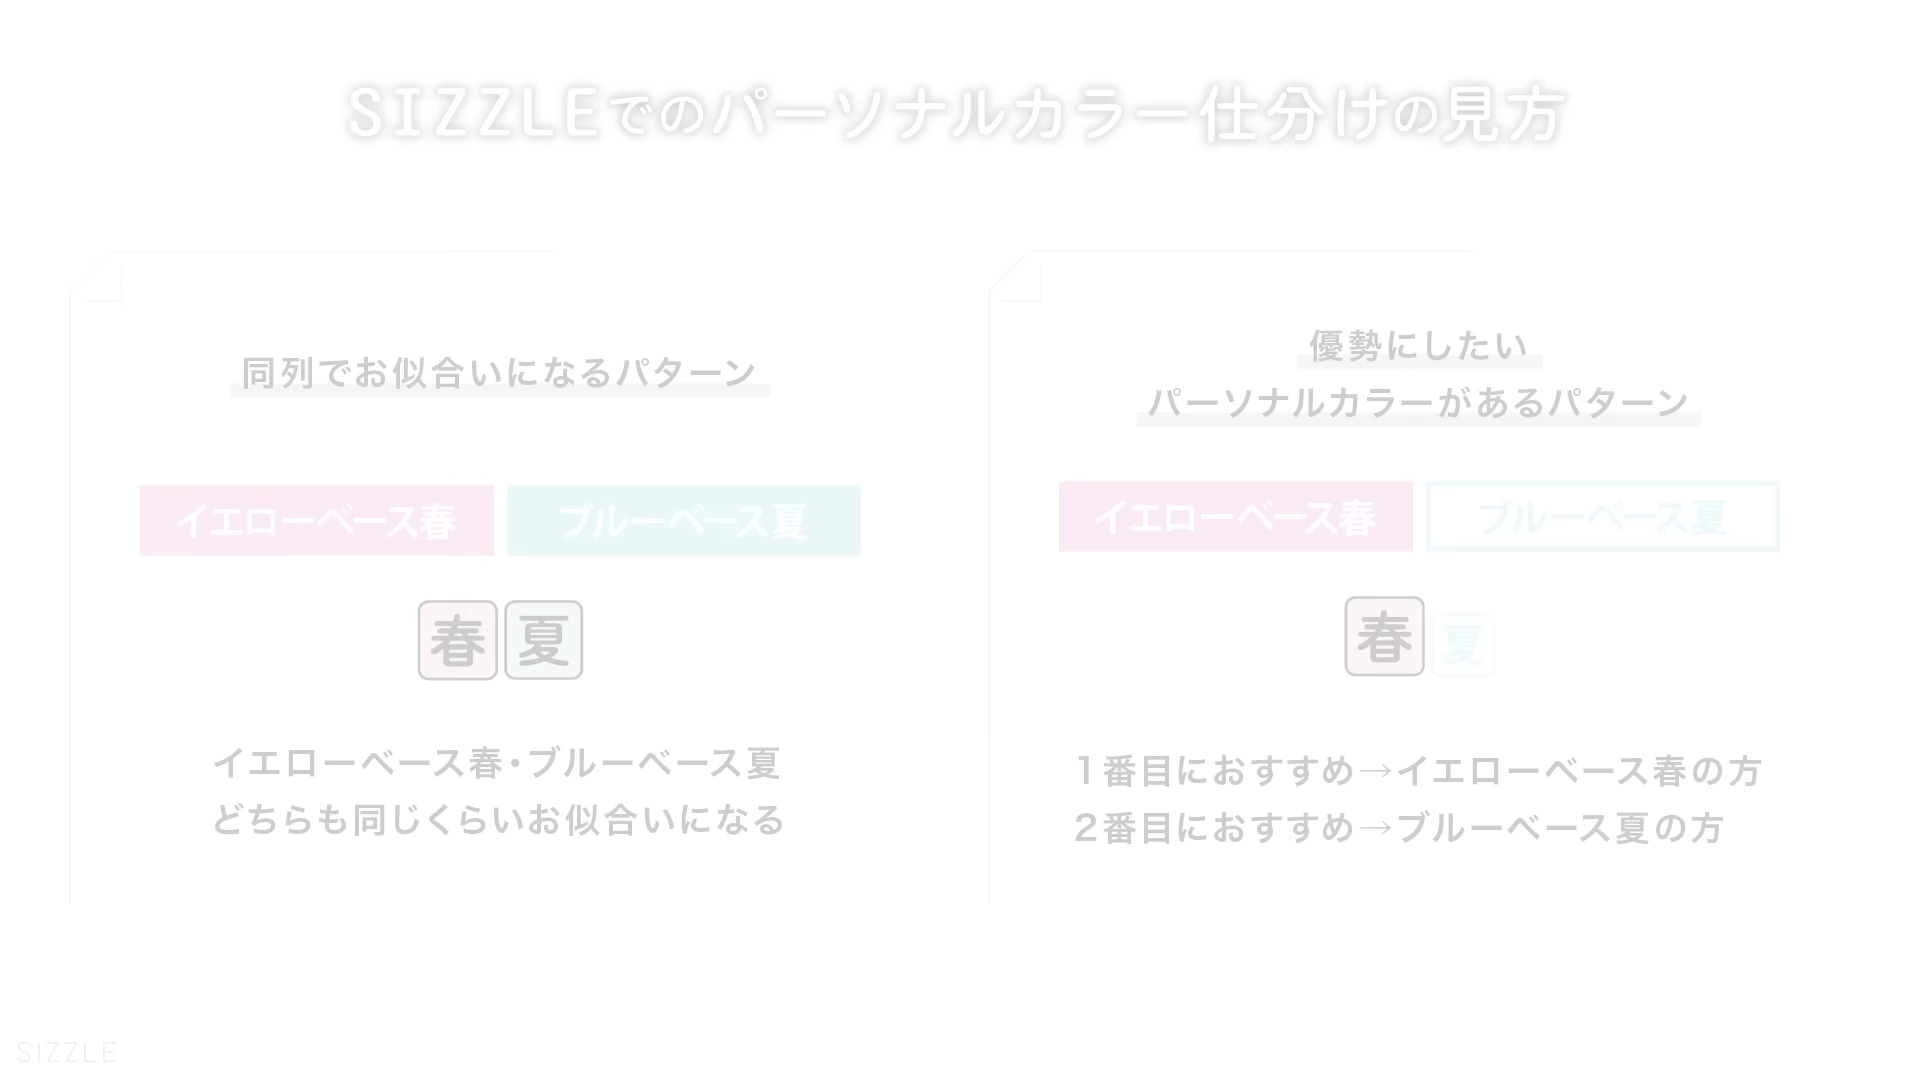 SIZZLEでのパーソナルカラー仕分けの見方
同列でお似合いになるパターン
イエローベース春
ブルーベース夏
春
夏
イエローベース春・ブルーベース夏
どちらも同じくらいお似合いになる
優勢にしたい
パーソナルカラーがあるパターン
イエローベース春
ブルーベース夏
春
夏
1番目におすすめ→イエローベース春の方
2番目におすすめ→ブルーベース夏の方
SIZZLE